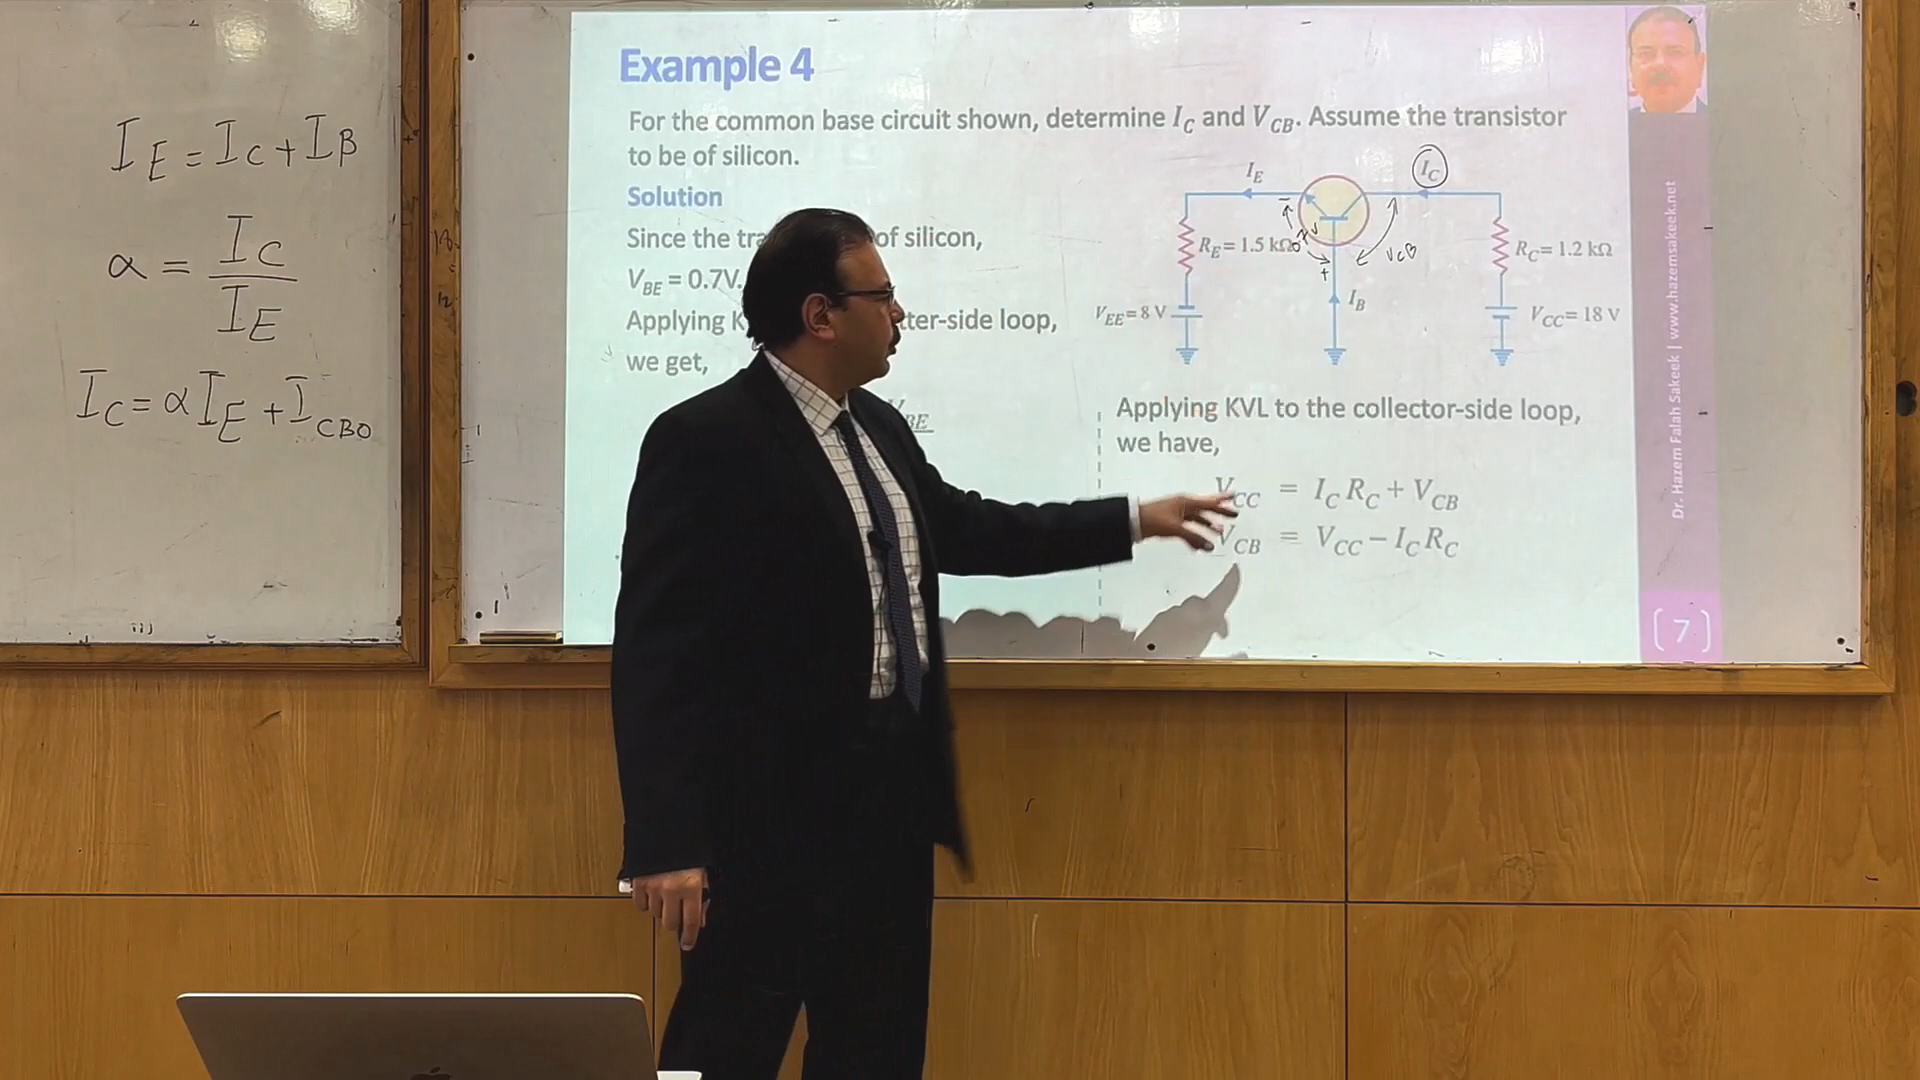 I_E = I_C + I_B
α = I_C / I_E
I_C = α I_E + I_CBO
Example 4
For the common base circuit shown, determine I_C and V_CB. Assume the transistor
to be of silicon.
Solution
Since the of silicon,
V_BE = 0.7V.
Applying ter-side loop,
we get,
BE
I_E
I_C
R_E = 1.5 kΩ
V_EE = 8 V
I_B
+
−
VCB
R_C = 1.2 kΩ
V_CC = 18 V
Applying KVL to the collector-side loop,
we have,
V_CC = I_C R_C + V_CB
V_CB = V_CC − I_C R_C
Dr. Hazem Falah Sakeek | www.hazemsakeek.net
[ 7 ]